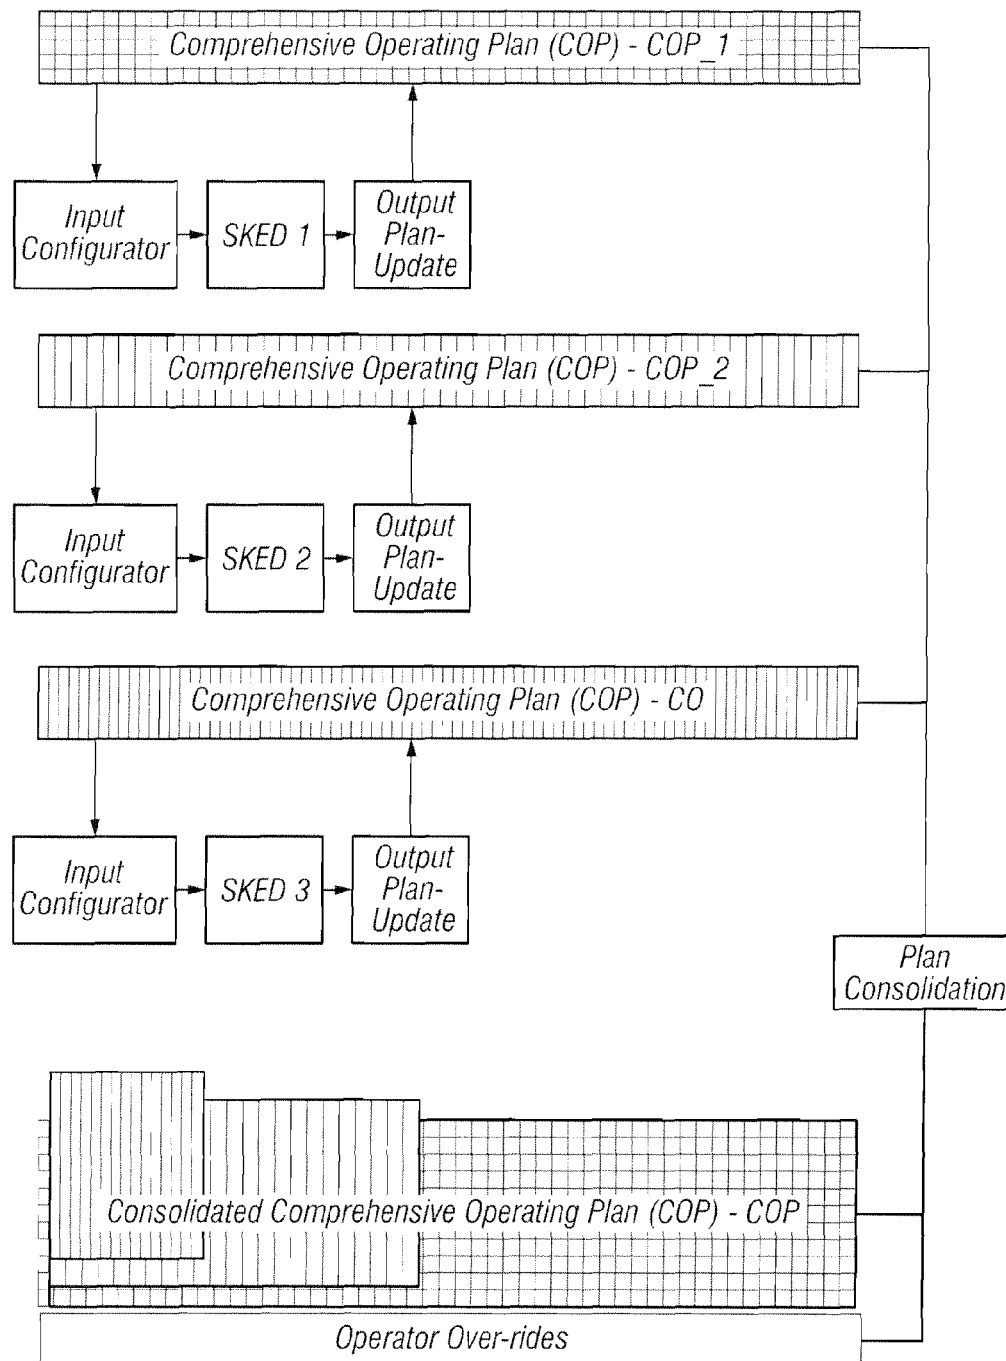 Comprehensive Operating Plan (COP) - COP_1
Input
Configurator
SKED 1
Output
Plan-
Update
Comprehensive Operating Plan (COP) - COP_2
Input
Configurator
SKED 2
Output
Plan-
Update
Comprehensive Operating Plan (COP) - CO
Input
Configurator
SKED 3
Output
Plan-
Update
Plan
Consolidation
Consolidated Comprehensive Operating Plan (COP) - COP
Operator Over-rides